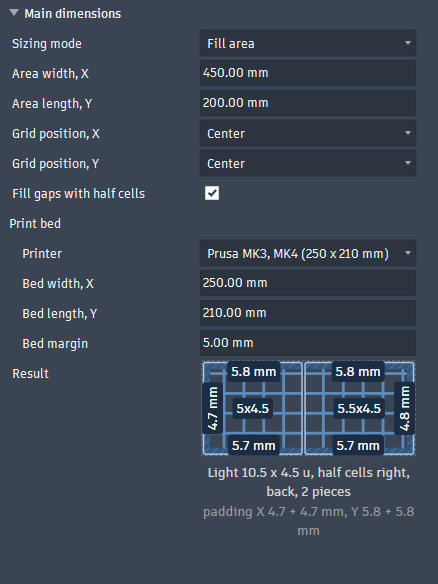 Main dimensions
Sizing mode Fill area
Area width, X 450.00 mm
Area length, Y 200.00 mm
Grid position, X Center
Grid position, Y Center
Fill gaps with half cells
Print bed
Printer Prusa MK3, MK4 (250 x 210 mm)
Bed width, X 250.00 mm
Bed length, Y 210.00 mm
Bed margin 5.00 mm
Result
5.8 mm 5.8 mm
4.7 mm 5x4.5 5.5x4.5 4.8 mm
5.7 mm 5.7 mm
Light 10.5 x 4.5 u, half cells right,
back, 2 pieces
padding X 4.7 + 4.7 mm, Y 5.8 + 5.8
mm